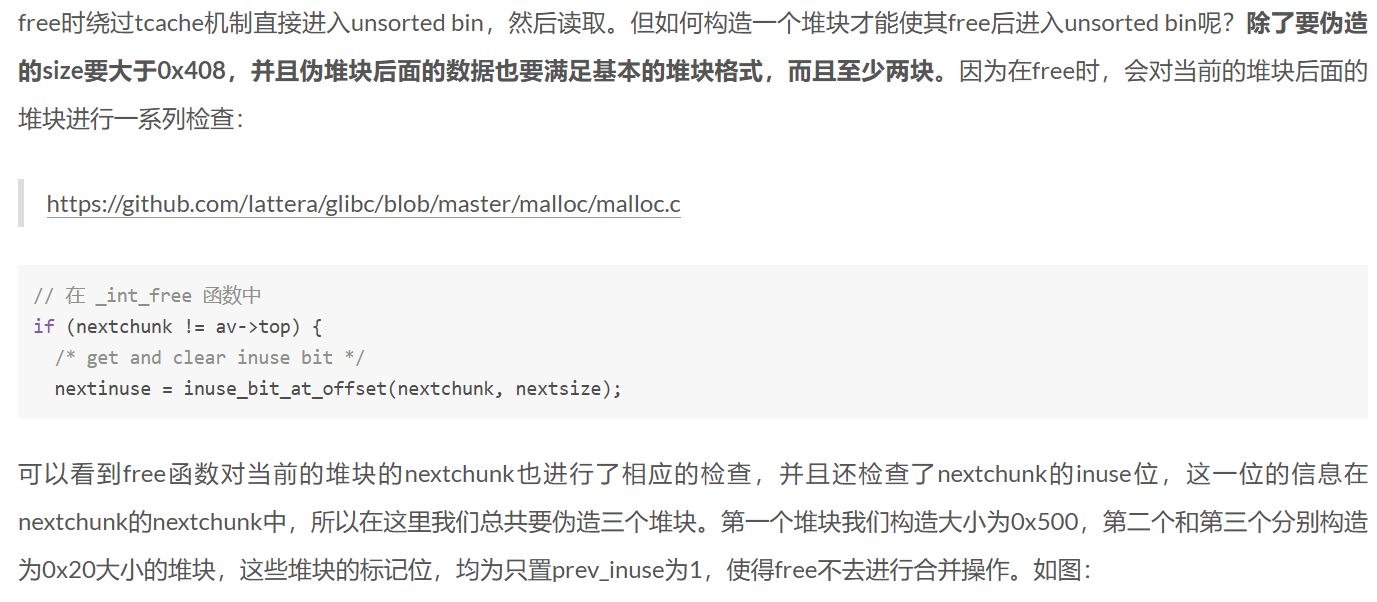 free时绕过tcache机制直接进入unsorted bin，然后读取。但如何构造一个堆块才能使其free后进入unsorted bin呢？除了要伪造
的size要大于0x408，并且伪堆块后面的数据也要满足基本的堆块格式，而且至少两块。因为在free时，会对当前的堆块后面的
堆块进行一系列检查：
https://github.com/lattera/glibc/blob/master/malloc/malloc.c
// 在 _int_free 函数中
if (nextchunk != av->top) {
  /* get and clear inuse bit */
  nextinuse = inuse_bit_at_offset(nextchunk, nextsize);
可以看到free函数对当前的堆块的nextchunk也进行了相应的检查，并且还检查了nextchunk的inuse位，这一位的信息在
nextchunk的nextchunk中，所以在这里我们总共要伪造三个堆块。第一个堆块我们构造大小为0x500，第二个和第三个分别构造
为0x20大小的堆块，这些堆块的标记位，均为只置prev_inuse为1，使得free不去进行合并操作。如图：